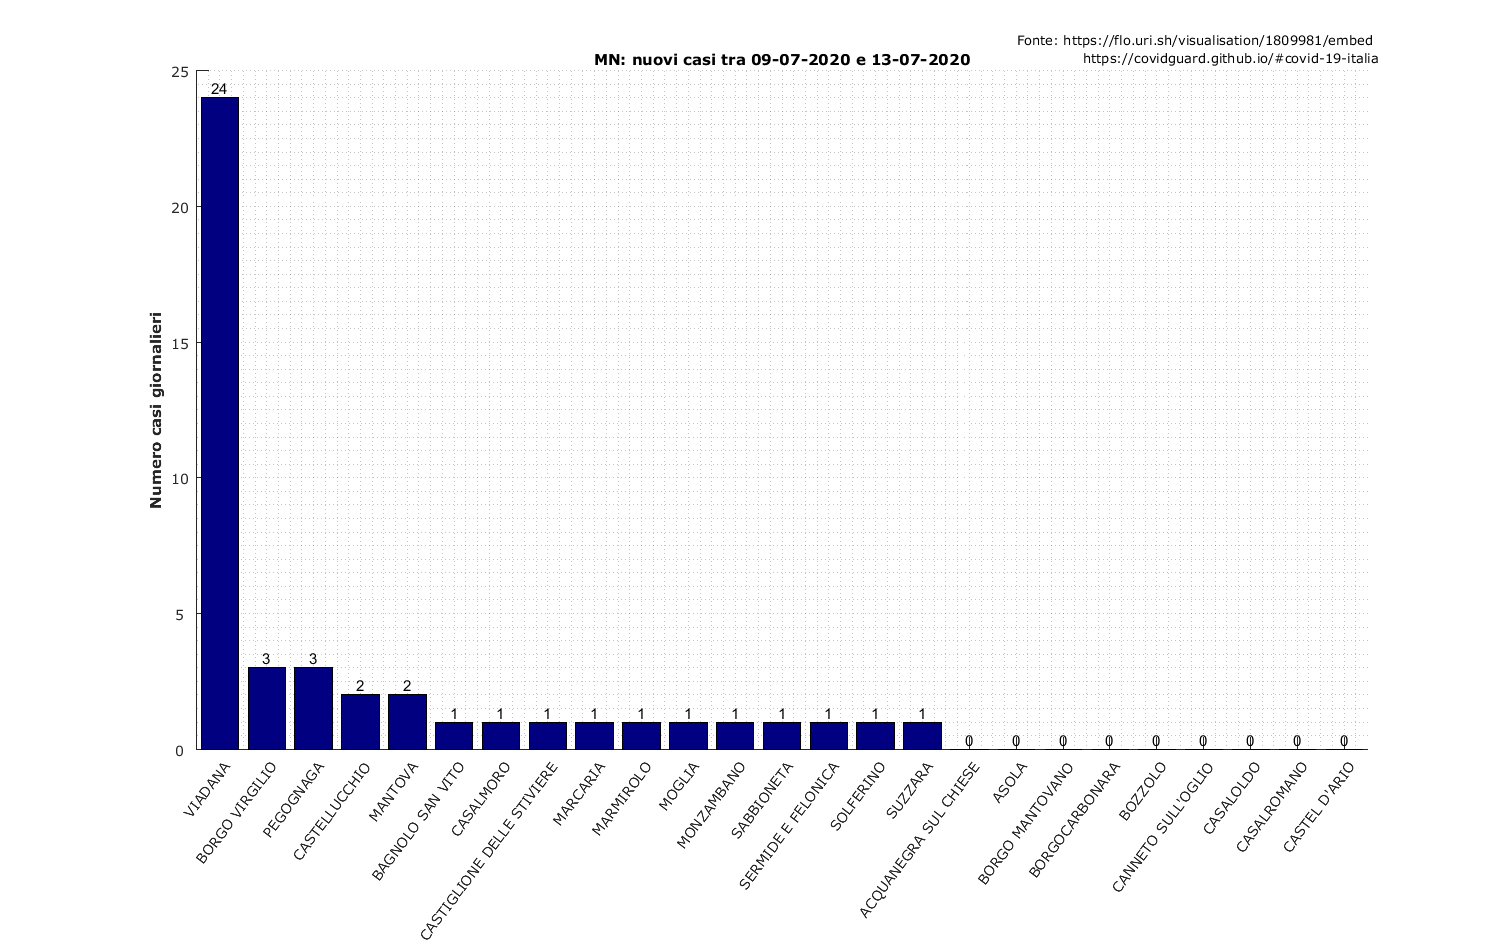 Fonte: https://flo.uri.sh/visualisation/1809981/embed
https://covidguard.github.io/#covid-19-italia
MN: nuovi casi tra 09-07-2020 e 13-07-2020
Numero casi giornalieri
25
20
15
10
5
0
24
3
3
2
2
1
1
1
1
1
1
1
1
1
1
1
0
0
0
0
0
0
0
0
0
VIADANA
BORGO VIRGILIO
PEGOGNAGA
CASTELLUCCHIO
MANTOVA
BAGNOLO SAN VITO
CASALMORO
CASTIGLIONE DELLE STIVIERE
MARCARIA
MARMIROLO
MOGLIA
MONZAMBANO
SABBIONETA
SERMIDE E FELONICA
SOLFERINO
SUZZARA
ACQUANEGRA SUL CHIESE
ASOLA
BORGO MANTOVANO
BORGOCARBONARA
BOZZOLO
CANNETO SULL'OGLIO
CASALOLDO
CASALROMANO
CASTEL D'ARIO